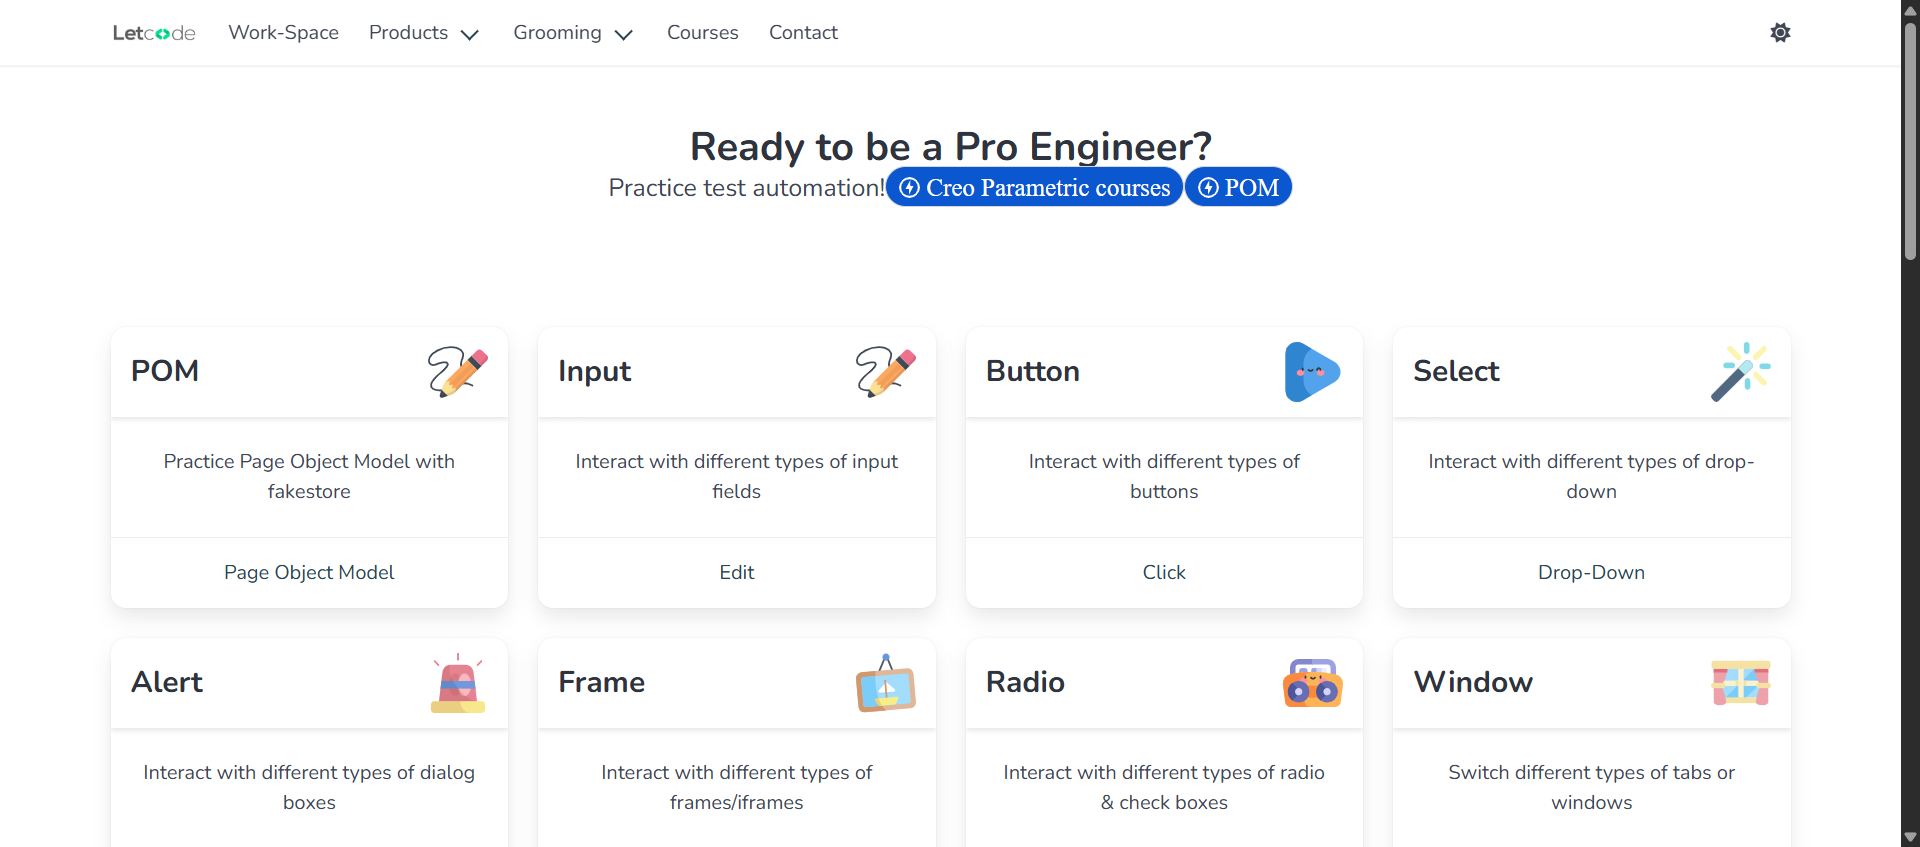 Letcode Work-Space Products Grooming Courses Contact
Ready to be a Pro Engineer?
Practice test automation! Creo Parametric courses POM
POM
Practice Page Object Model with
fakestore
Page Object Model
Input
Interact with different types of input
fields
Edit
Button
Interact with different types of
buttons
Click
Select
Interact with different types of drop-
down
Drop-Down
Alert
Interact with different types of dialog
boxes
Frame
Interact with different types of
frames/iframes
Radio
Interact with different types of radio
& check boxes
Window
Switch different types of tabs or
windows